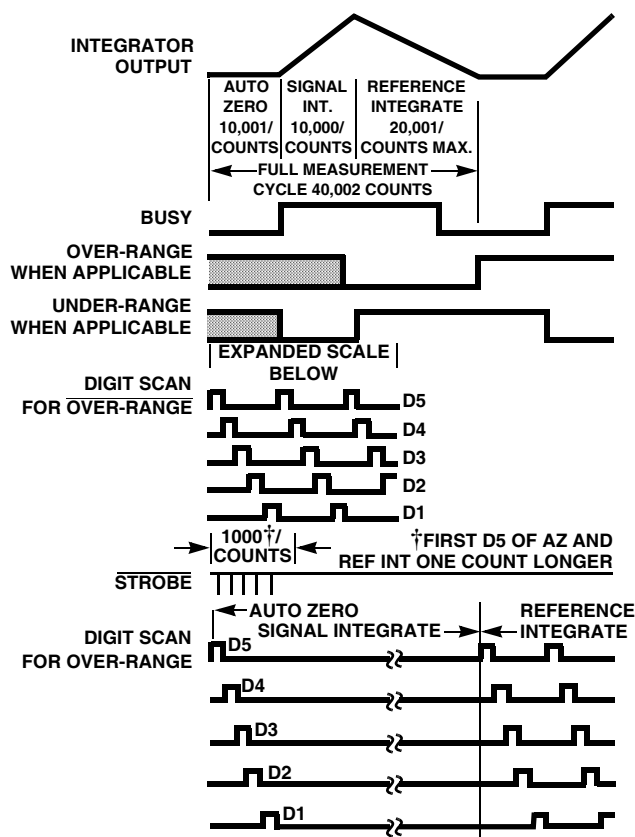 INTEGRATOR
OUTPUT
AUTO
ZERO
10,001/
COUNTS
SIGNAL
INT.
10,000/
COUNTS
REFERENCE
INTEGRATE
20,001/
COUNTS MAX.
FULL MEASUREMENT
CYCLE 40,002 COUNTS
BUSY
OVER-RANGE
WHEN APPLICABLE
UNDER-RANGE
WHEN APPLICABLE
EXPANDED SCALE
BELOW
DIGIT SCAN
FOR OVER-RANGE
D5
D4
D3
D2
D1
1000†/
COUNTS
†FIRST D5 OF AZ AND
REF INT ONE COUNT LONGER
STROBE
AUTO ZERO
SIGNAL INTEGRATE
REFERENCE
INTEGRATE
DIGIT SCAN
FOR OVER-RANGE
D5
D4
D3
D2
D1